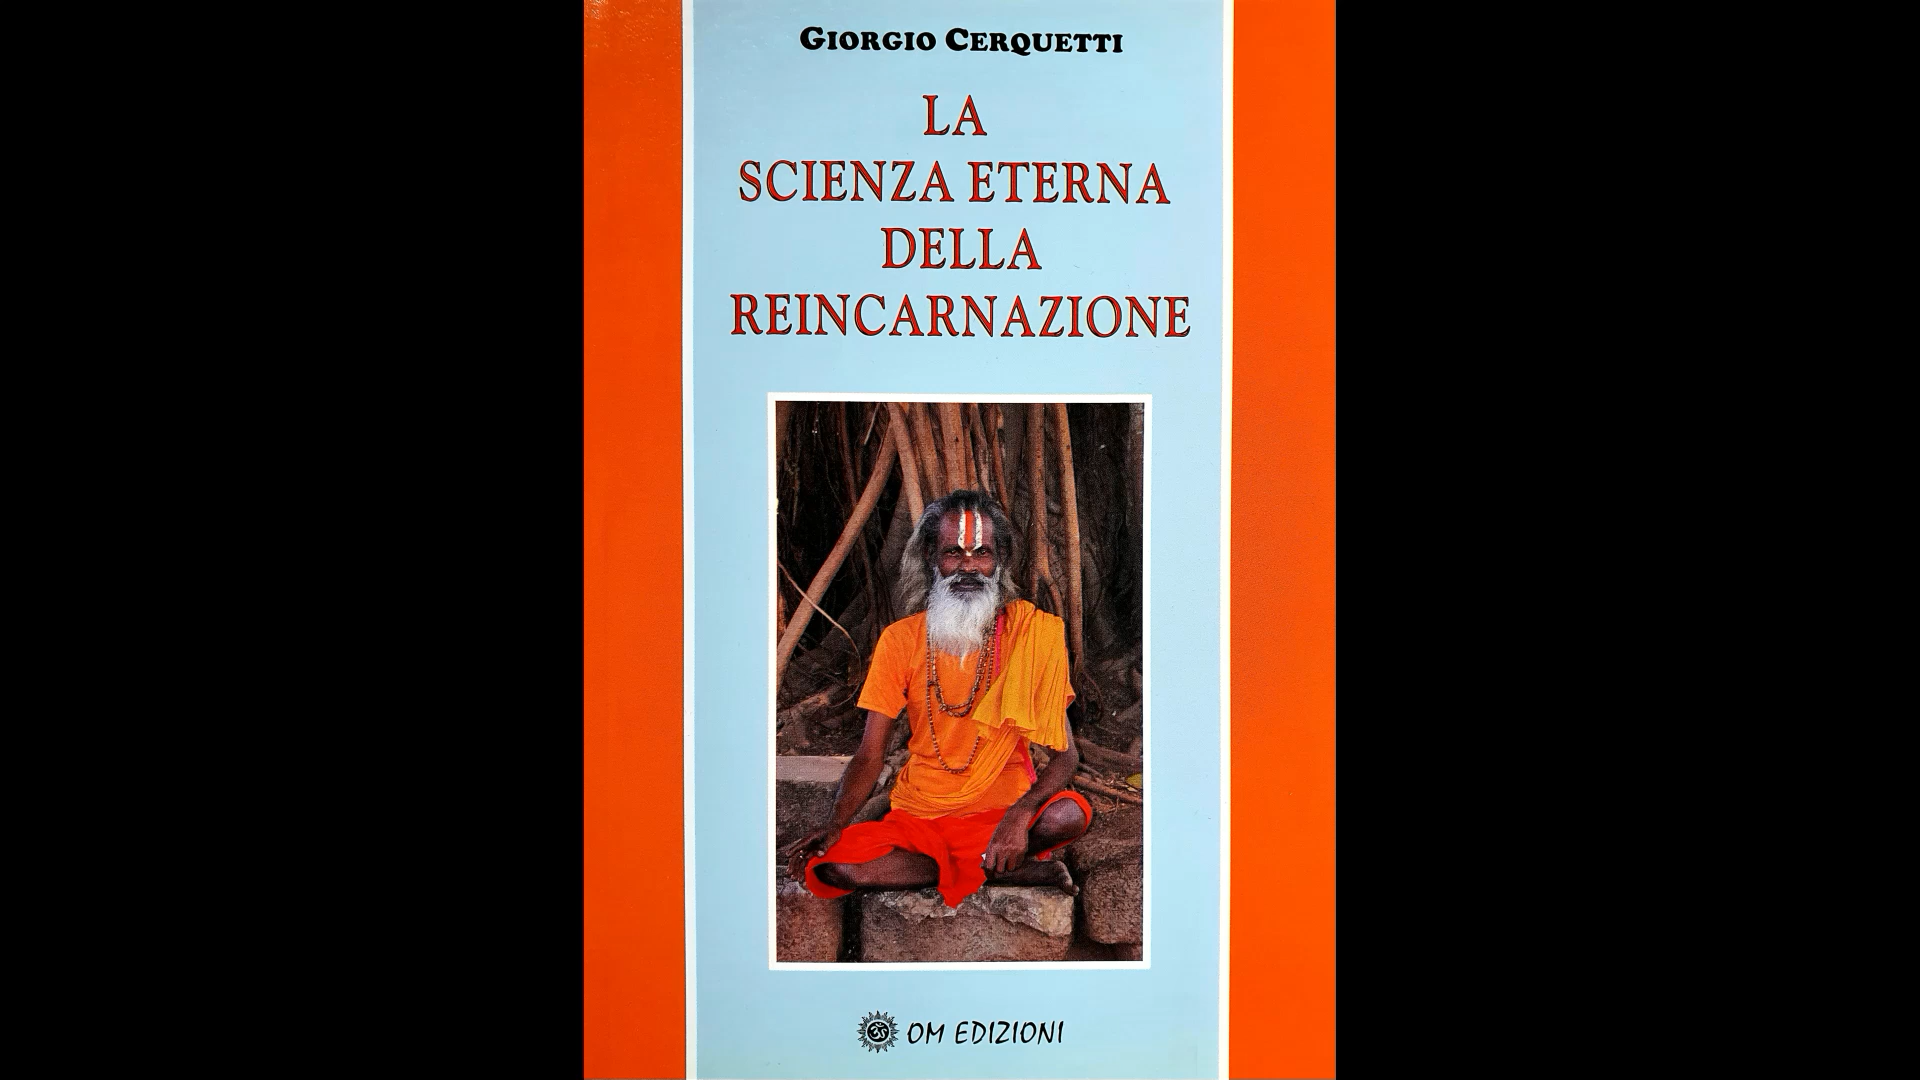 GIORGIO CERQUETTI
LA
SCIENZA ETERNA
DELLA
REINCARNAZIONE
OM EDIZIONI